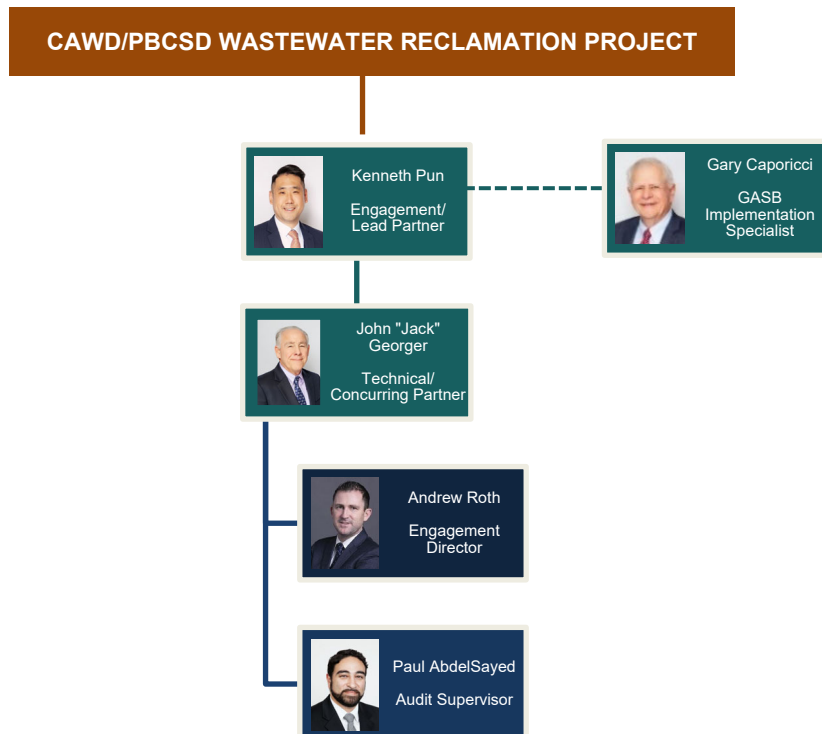 CAWD/PBCSD WASTEWATER RECLAMATION PROJECT
Kenneth Pun
Engagement/
Lead Partner
Gary Caporicci
GASB
Implementation
Specialist
John "Jack"
Georger
Technical/
Concurring Partner
Andrew Roth
Engagement
Director
Paul AbdelSayed
Audit Supervisor